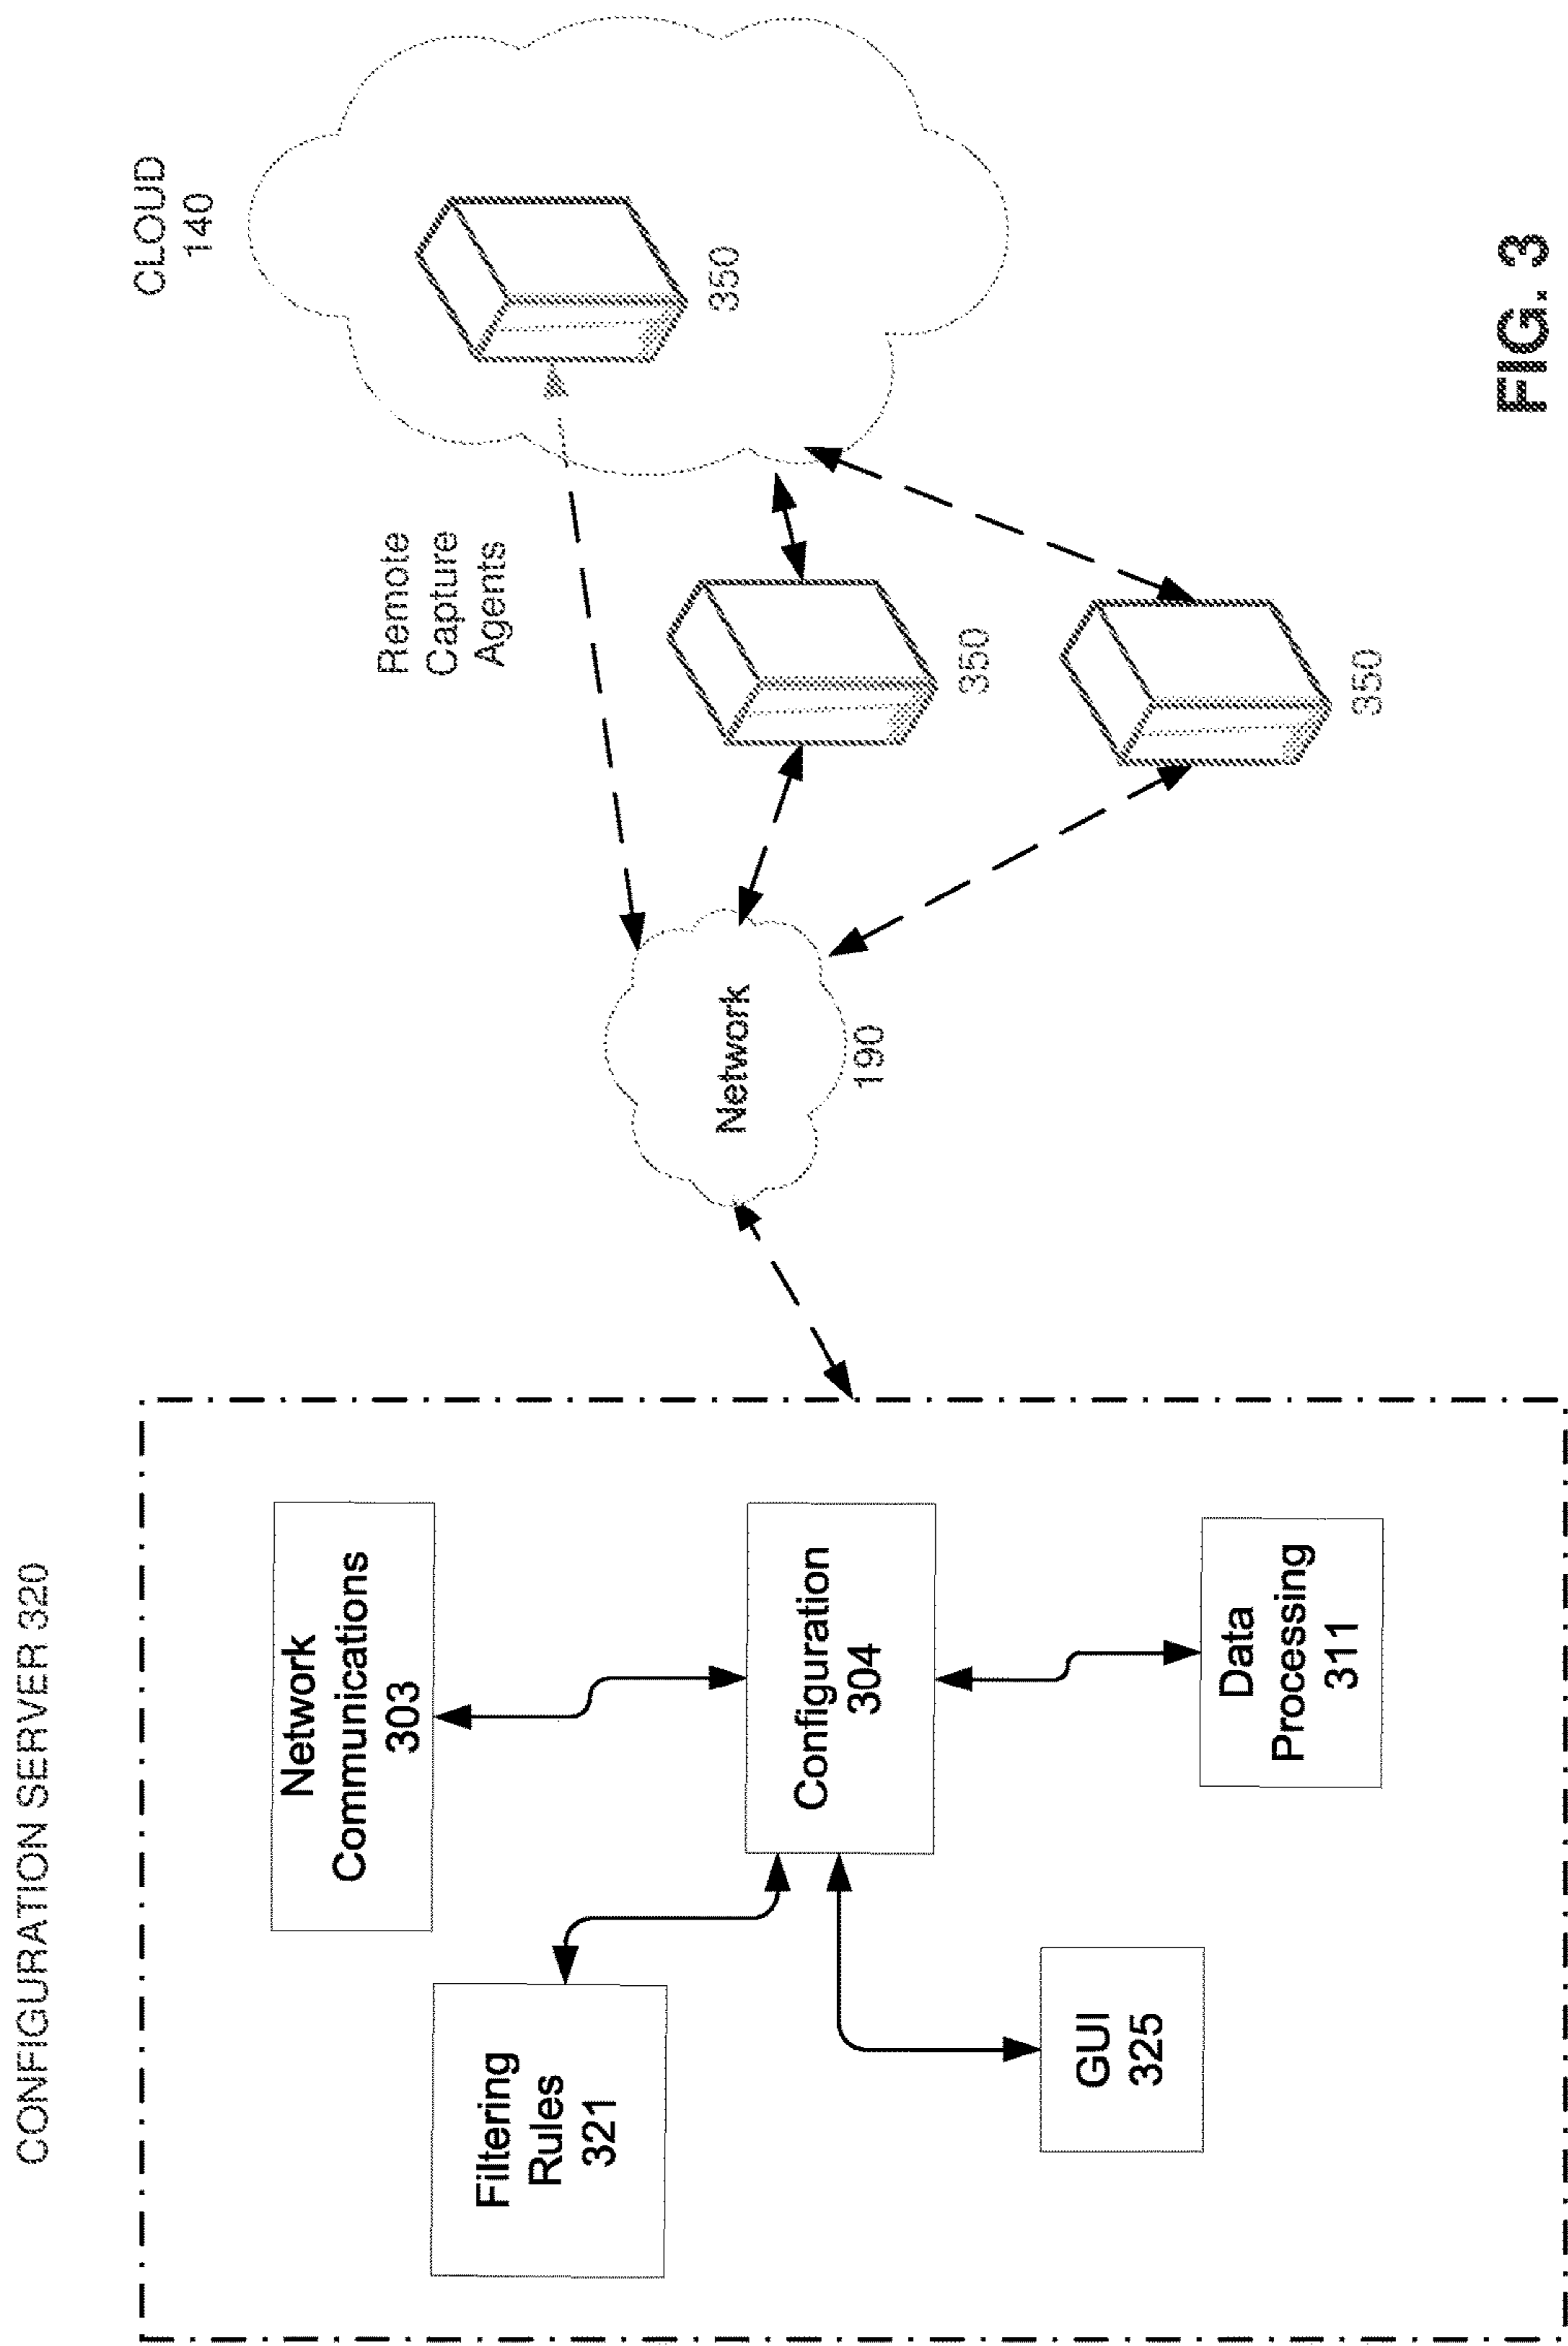 CONFIGURATION SERVER 320
Network
Communications
303
Filtering
Rules
321
Configuration
304
GUI
325
Data
Processing
311
Network
190
Remote
Capture
Agents
CLOUD
140
350
350
350
FIG. 3